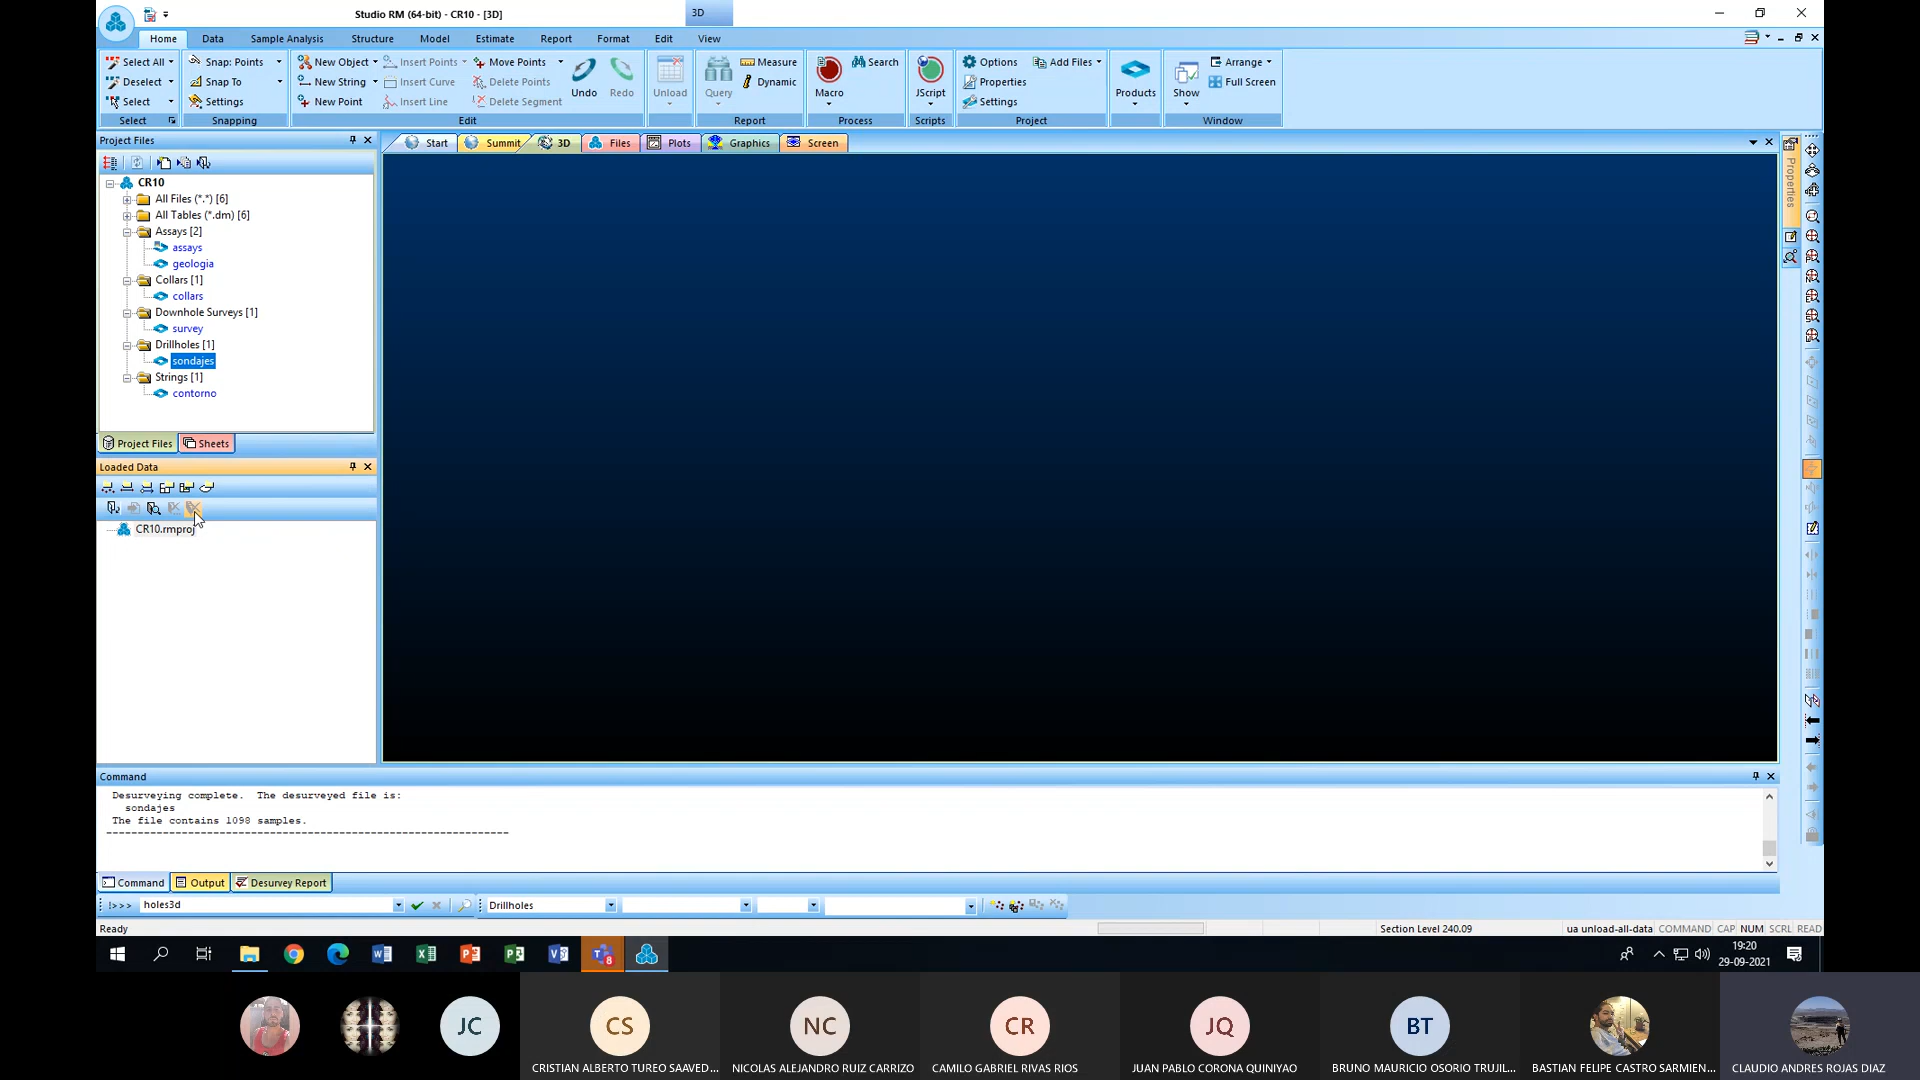 Studio RM (64-bit) - CR10 - [3D]
3D
Home Data Sample Analysis Structure Model Estimate Report Format Edit View
Select All Snap: Points New Object Insert Points Move Points Measure Search Options Add Files Arrange
Deselect Snap To New String Insert Curve Delete Points Dynamic Properties Full Screen
Select Settings New Point Insert Line Delete Segment Settings
Undo Redo Unload Query Macro JScript Products Show
Select Snapping Edit Report Process Scripts Project Window
Project Files
Start Summit 3D Files Plots Graphics Screen
Properties
CR10
All Files (*.*) [6]
All Tables (*.dm) [6]
Assays [2]
assays
geologia
Collars [1]
collars
Downhole Surveys [1]
survey
Drillholes [1]
sondajes
Strings [1]
contorno
Project Files Sheets
Loaded Data
CR10.rmproj
Command
Desurveying complete. The desurveyed file is:
sondajes
The file contains 1098 samples.
--------------------------------------------------------------------
Command Output Desurvey Report
!>>> holes3d Drillholes
Ready Section Level 240.09 ua unload-all-data COMMAND CAP NUM SCRL READ
19:20
29-09-2021
8
JC CS NC CR JQ BT
CRISTIAN ALBERTO TUREO SAAVED... NICOLAS ALEJANDRO RUIZ CARRIZO CAMILO GABRIEL RIVAS RIOS JUAN PABLO CORONA QUINIYAO BRUNO MAURICIO OSORIO TRUJIL... BASTIAN FELIPE CASTRO SARMIEN... CLAUDIO ANDRES ROJAS DIAZ